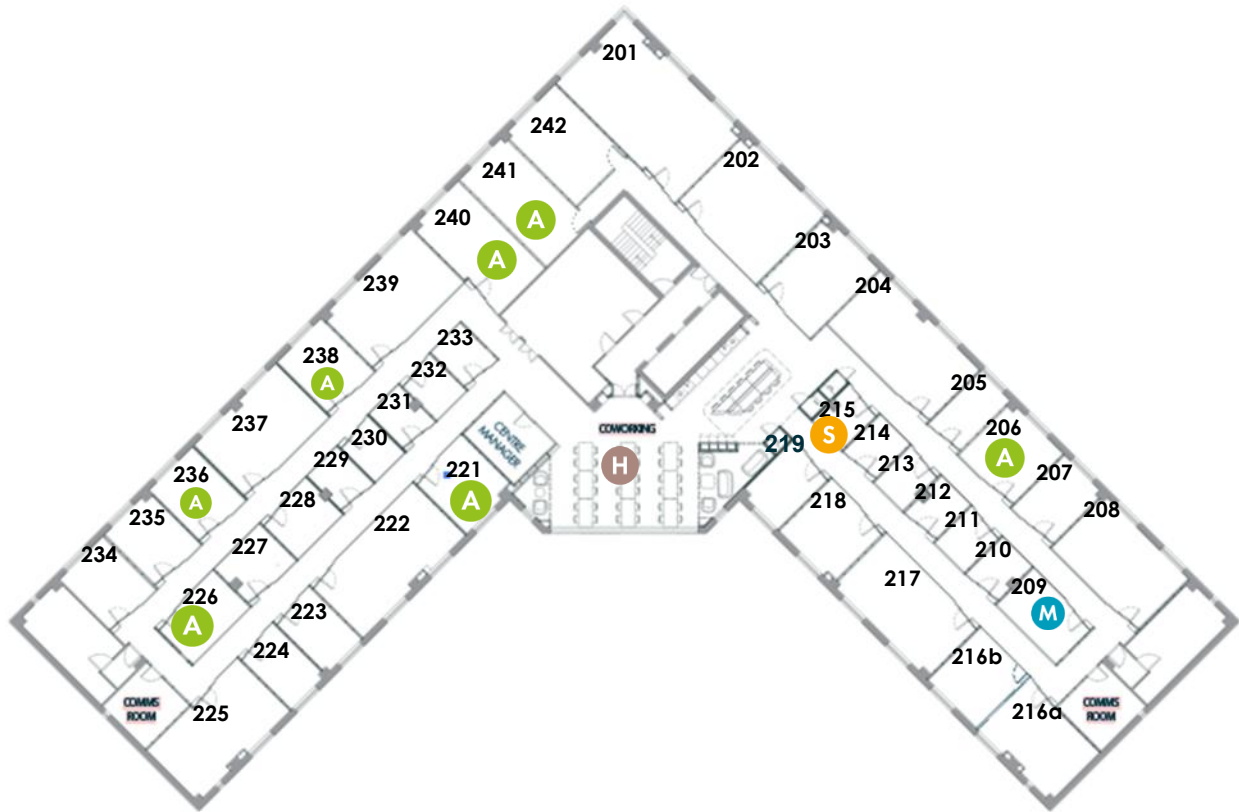 201
242
202
241
240
203
239
204
233
238
232
205
231
215
206
237
COWORKING
S
214
230
CENTRE
MANAGER
219
A
A
A
A
H
229
221
213
207
236
A
A
212
208
228
218
235
222
211
234
227
210
217
226
A
209
M
223
224
216b
225
216a
COMMS
ROOM
COMMS
ROOM